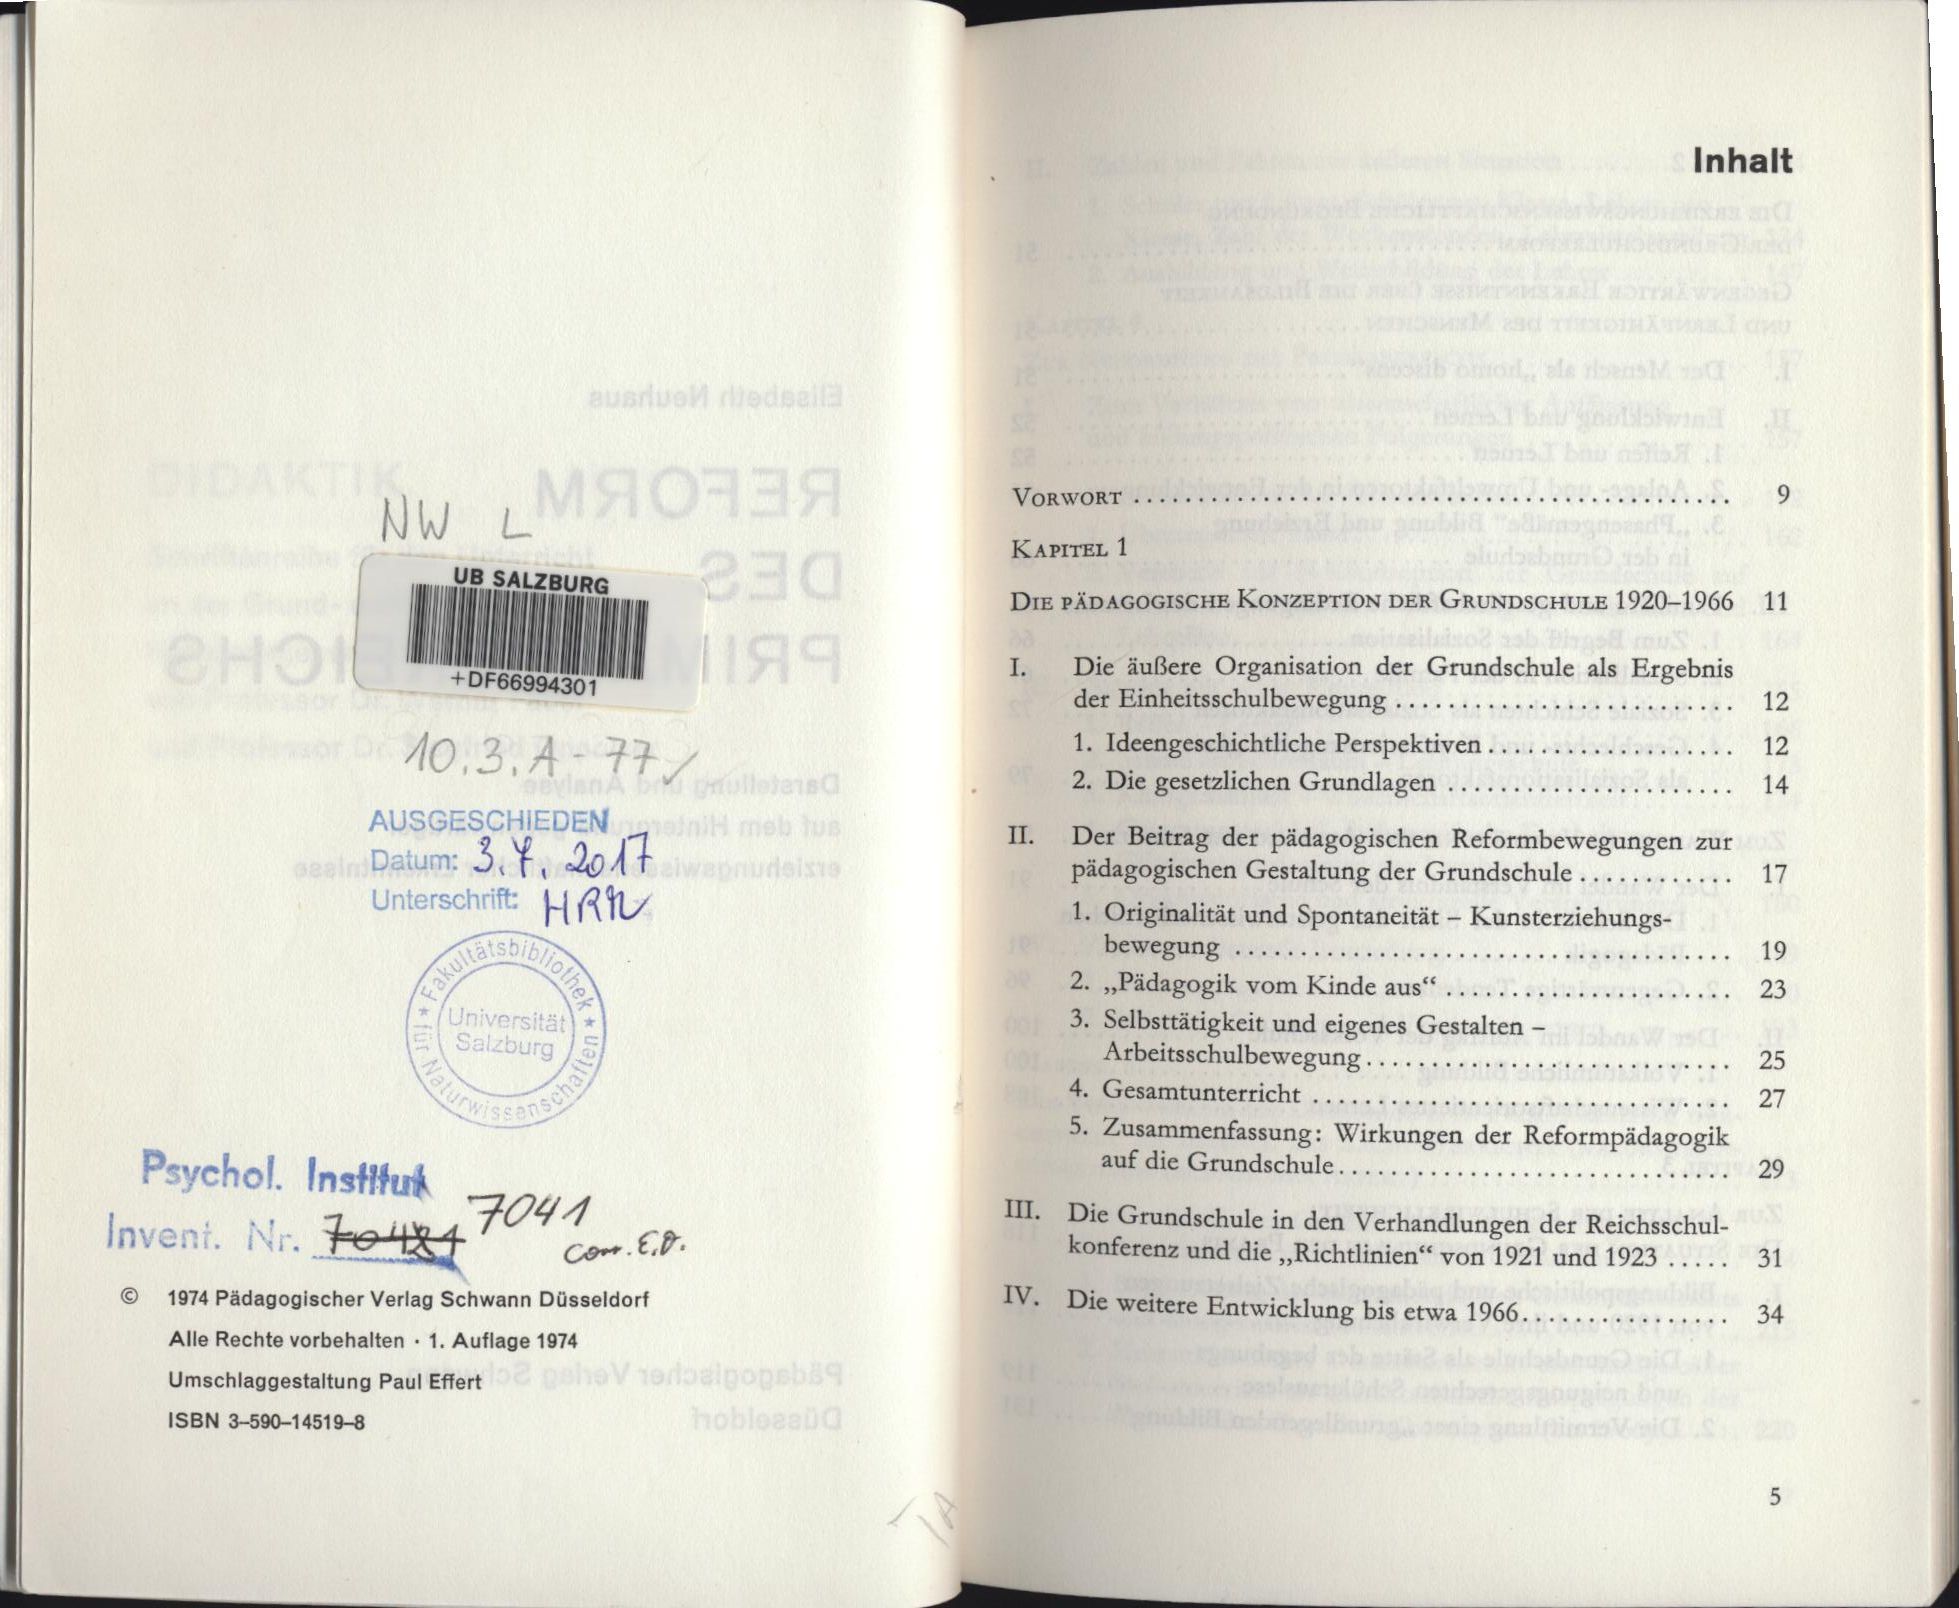 NW L
UB SALZBURG
+DF66994301
10.3.A-77
AUSGESCHIEDEN
Datum: 3.7.2017
Unterschrift:
Fakultätsbibliothek
für Naturwissenschaften
Universität
Salzburg
Psychol. Institut
Invent. Nr. 7041
© 1974 Pädagogischer Verlag Schwann Düsseldorf
Alle Rechte vorbehalten · 1. Auflage 1974
Umschlaggestaltung Paul Effert
ISBN 3–590–14519–8
Inhalt
VORWORT ........ 9
KAPITEL 1
DIE PÄDAGOGISCHE KONZEPTION DER GRUNDSCHULE 1920–1966 11
I. Die äußere Organisation der Grundschule als Ergebnis
der Einheitsschulbewegung ........ 12
1. Ideengeschichtliche Perspektiven ........ 12
2. Die gesetzlichen Grundlagen ........ 14
II. Der Beitrag der pädagogischen Reformbewegungen zur
pädagogischen Gestaltung der Grundschule ........ 17
1. Originalität und Spontaneität – Kunsterziehungs-
bewegung ........ 19
2. „Pädagogik vom Kinde aus“ ........ 23
3. Selbsttätigkeit und eigenes Gestalten –
Arbeitsschulbewegung ........ 25
4. Gesamtunterricht ........ 27
5. Zusammenfassung: Wirkungen der Reformpädagogik
auf die Grundschule ........ 29
III. Die Grundschule in den Verhandlungen der Reichsschul-
konferenz und die „Richtlinien“ von 1921 und 1923 ..... 31
IV. Die weitere Entwicklung bis etwa 1966 ........ 34
5